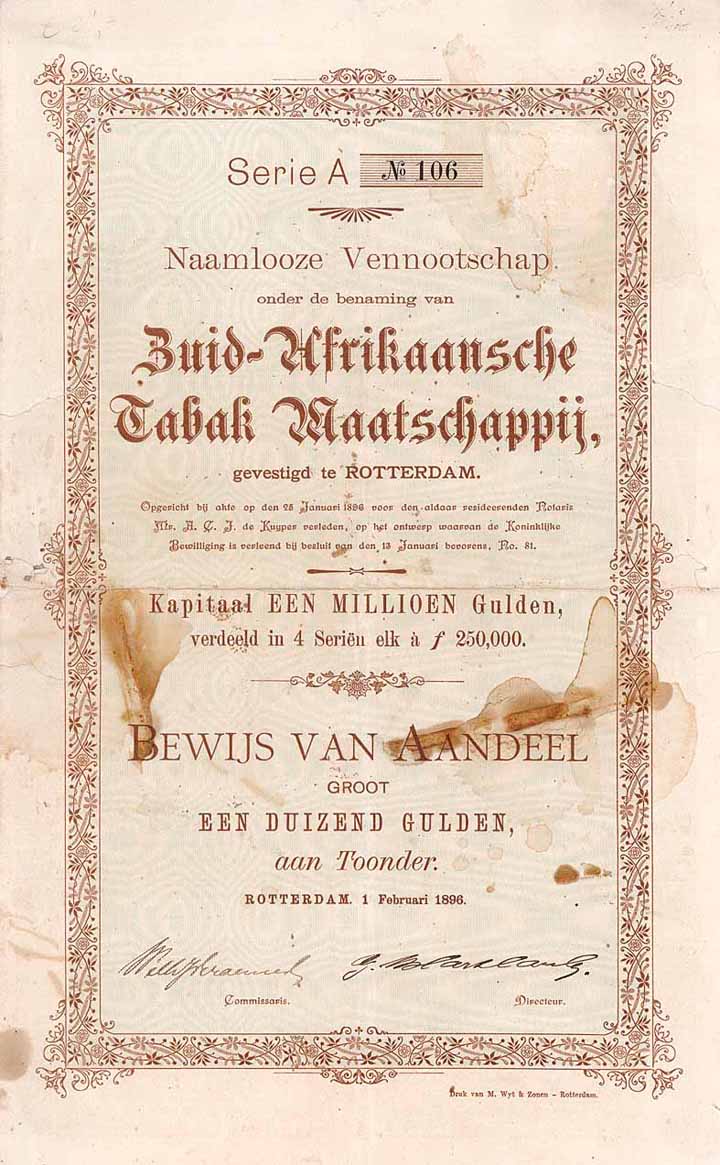 Serie A № 106
Naamlooze Vennootschap
onder de benaming van
Zuid-Afrikaansche
Tabak Maatschappij,
gevestigd te ROTTERDAM.
Opgericht bij akte op den 25 Januari 1896 voor den aldaar resideerenden Notaris
Mr. A. C. J. de Kuyper verleden, op het ontwerp waarvan de Koninklijke
Bewilliging is verleend bij besluit van den 13 Januari bevorens, No. 81.
Kapitaal EEN MILLIOEN Gulden,
verdeeld in 4 Seriën elk à ƒ 250,000.
BEWIJS VAN AANDEEL
GROOT
EEN DUIZEND GULDEN,
aan Toonder.
ROTTERDAM. 1 Februari 1896.
Commissaris. Directeur.
Druk van M. Wyt & Zonen – Rotterdam.